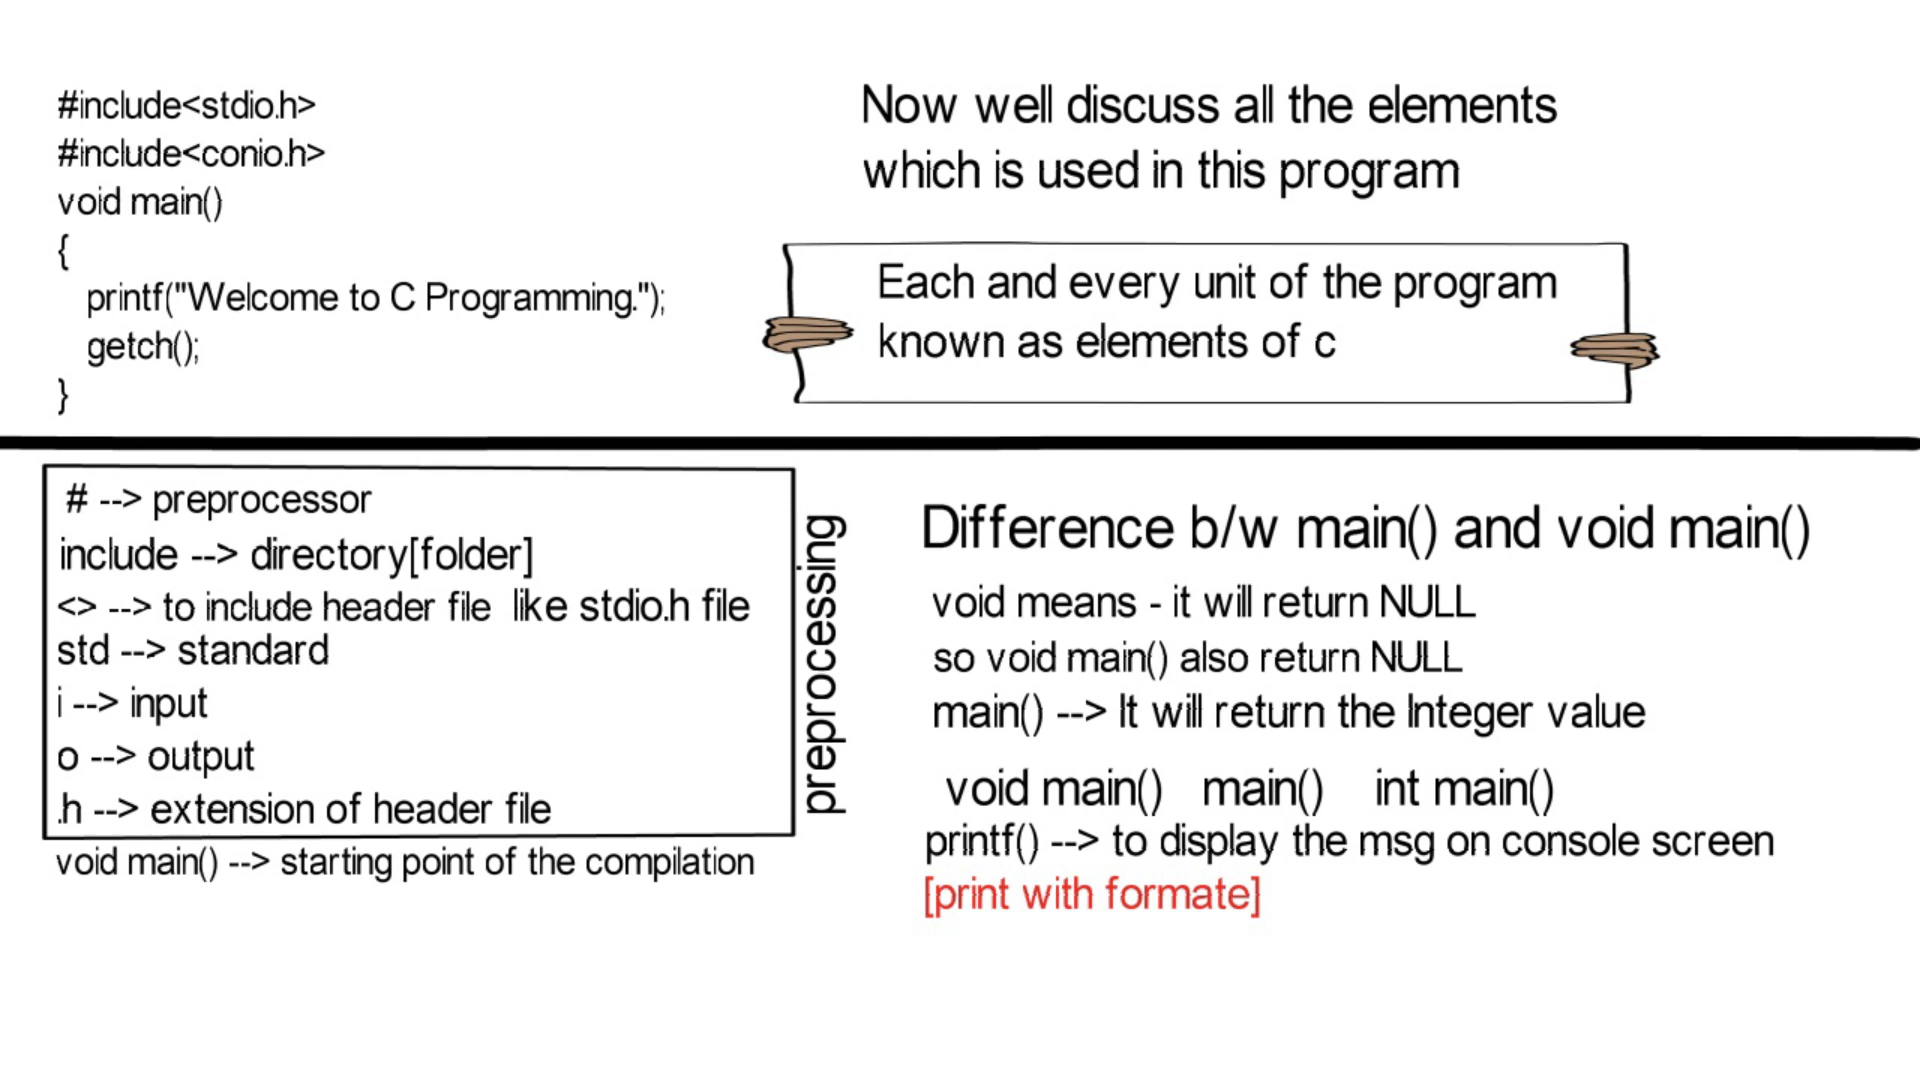 #include<stdio.h>
#include<conio.h>
void main()
{
printf("Welcome to C Programming.");
getch();
}
Now well discuss all the elements
which is used in this program
Each and every unit of the program
known as elements of c
# --> preprocessor
include --> directory[folder]
<> --> to include header file like stdio.h file
std --> standard
i --> input
o --> output
.h --> extension of header file
preprocessing
void main() --> starting point of the compilation
Difference b/w main() and void main()
void means - it will return NULL
so void main() also return NULL
main() --> It will return the Integer value
void main() main() int main()
printf() --> to display the msg on console screen
[print with formate]